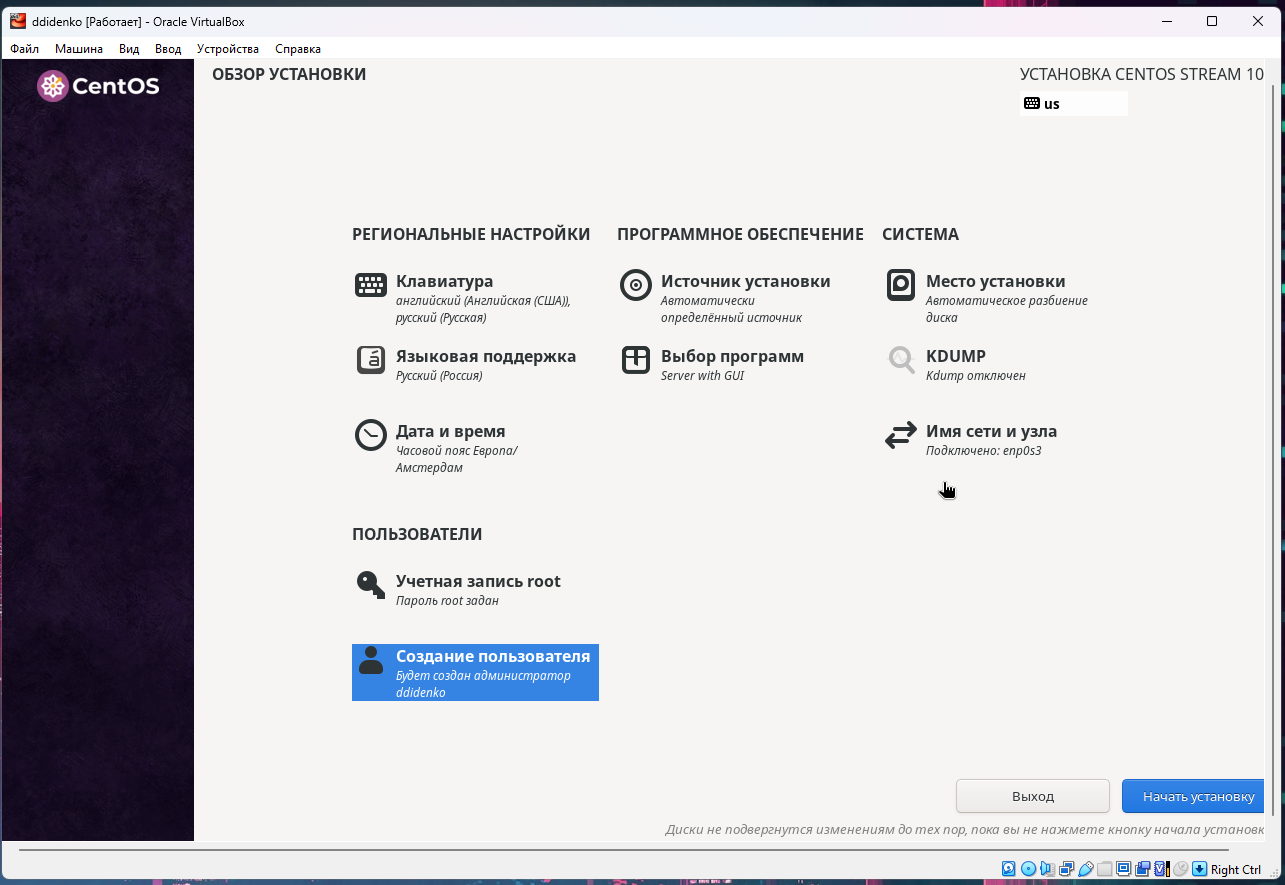 ddidenko [Работает] - Oracle VirtualBox
Файл Машина Вид Ввод Устройства Справка
CentOS
ОБЗОР УСТАНОВКИ
УСТАНОВКА CENTOS STREAM 10
us
РЕГИОНАЛЬНЫЕ НАСТРОЙКИ
Клавиатура
английский (Английская (США)),
русский (Русская)
Языковая поддержка
Русский (Россия)
Дата и время
Часовой пояс Европа/
Амстердам
ПРОГРАММНОЕ ОБЕСПЕЧЕНИЕ
Источник установки
Автоматически
определённый источник
Выбор программ
Server with GUI
СИСТЕМА
Место установки
Автоматическое разбиение
диска
KDUMP
Kdump отключен
Имя сети и узла
Подключено: enp0s3
ПОЛЬЗОВАТЕЛИ
Учетная запись root
Пароль root задан
Создание пользователя
Будет создан администратор
ddidenko
Выход
Начать установку
Диски не подвергнутся изменениям до тех пор, пока вы не нажмете кнопку начала установк
Right Ctrl